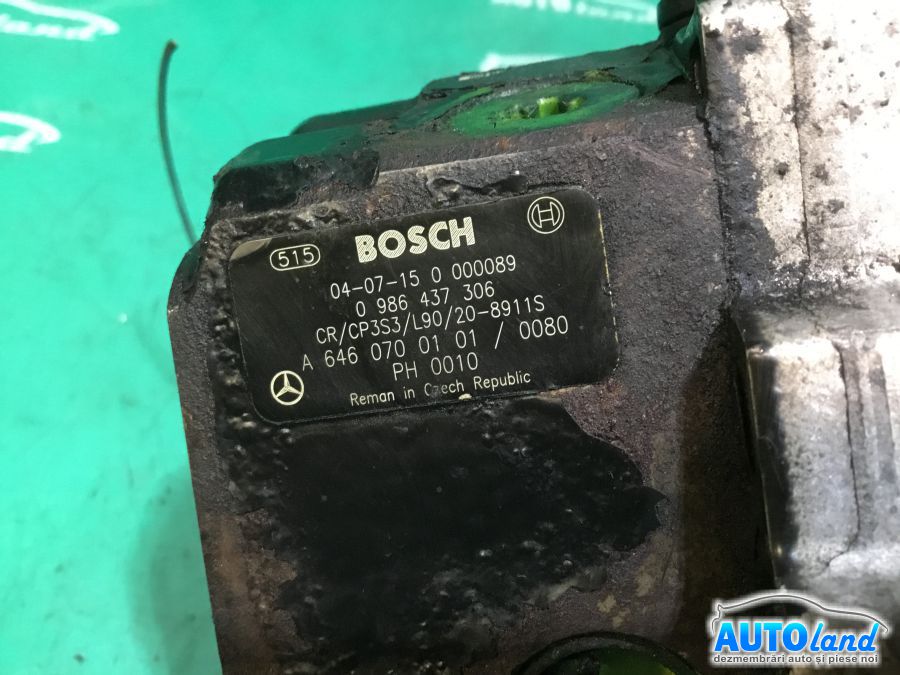 515
BOSCH
04-07-15 0 000089
0 986 437 306
CR/CP3S3/L90/20-8911S
A 646 070 01 01 / 0080
PH 0010
Reman in Czech Republic
AUTOland
dezmembrări auto și piese noi